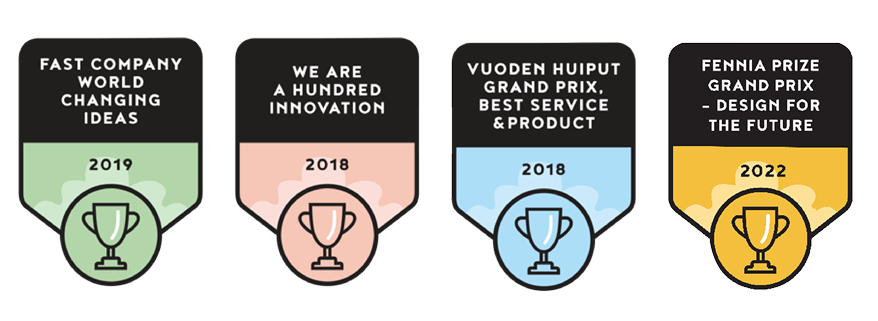 FAST COMPANY
WORLD
CHANGING
IDEAS
2019
WE ARE
A HUNDRED
INNOVATION
2018
VUODEN HUIPUT
GRAND PRIX,
BEST SERVICE
&PRODUCT
2018
FENNIA PRIZE
GRAND PRIX
– DESIGN FOR
THE FUTURE
2022